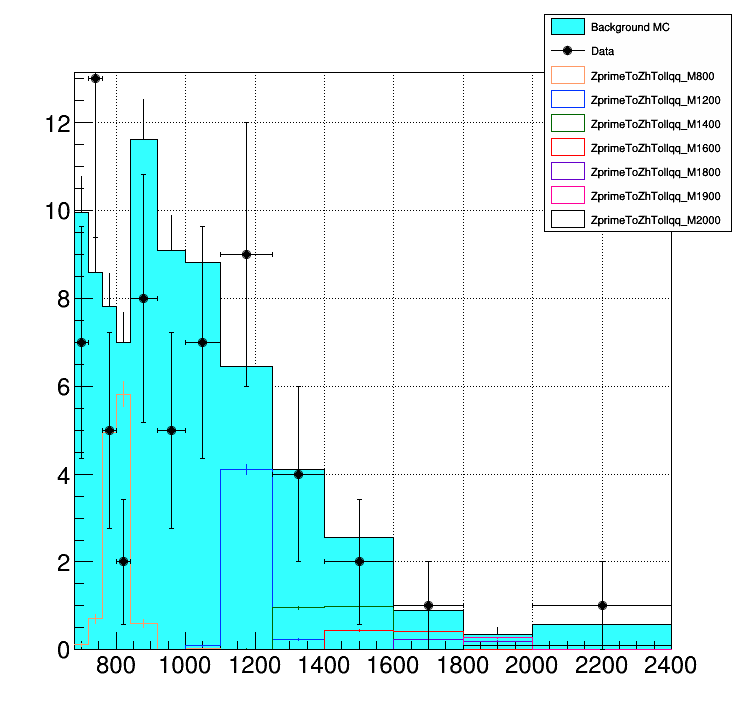 Background MC
Data
ZprimeToZhTollqq_M800
ZprimeToZhTollqq_M1200
ZprimeToZhTollqq_M1400
ZprimeToZhTollqq_M1600
ZprimeToZhTollqq_M1800
ZprimeToZhTollqq_M1900
ZprimeToZhTollqq_M2000
12
10
8
6
4
2
0
800 1000 1200 1400 1600 1800 2000 2200 2400